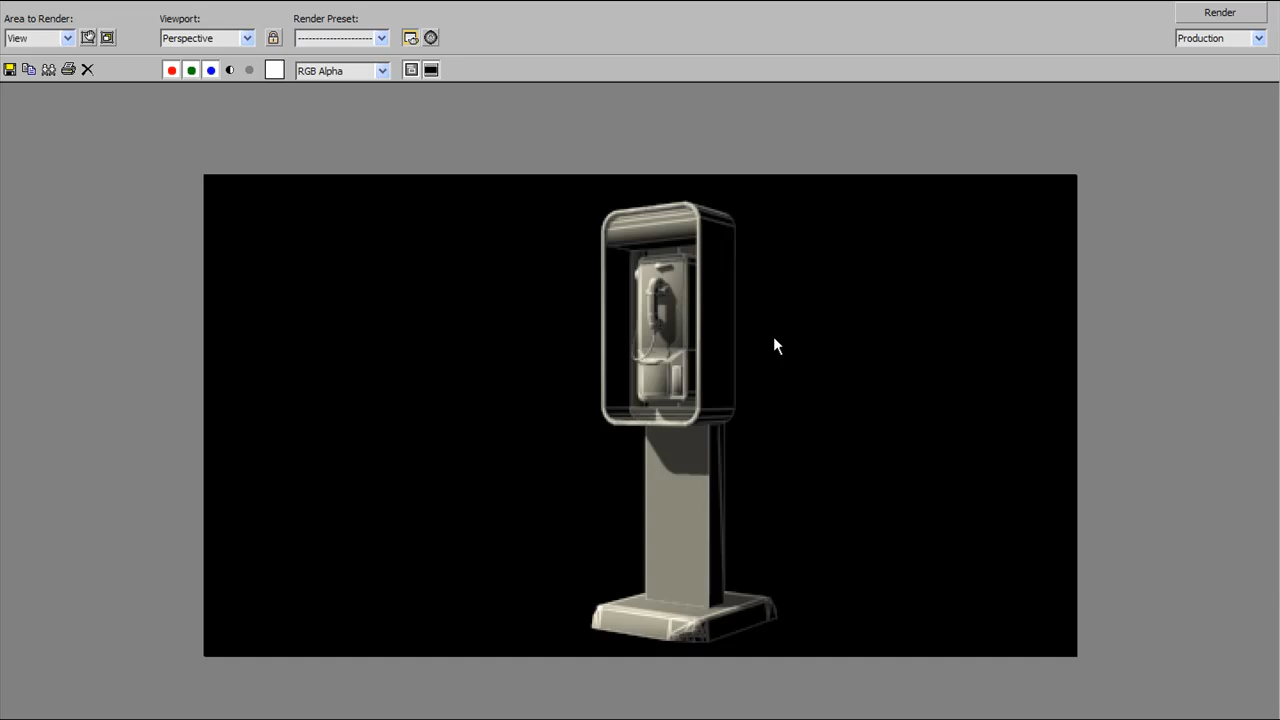 Area to Render:
Viewport:
Render Preset:
Render
View
Perspective
--------------------
Production
RGB Alpha